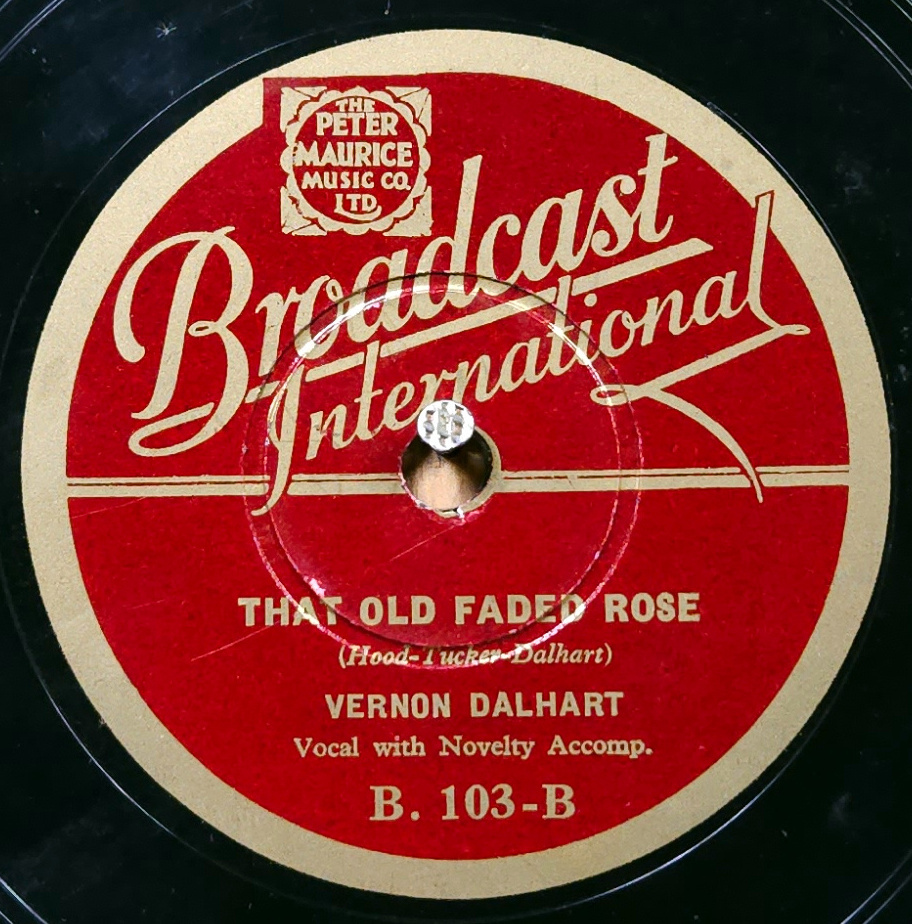 THE
PETER
MAURICE
MUSIC CO.
LTD.
Broadcast
International
THAT OLD FADED ROSE
(Hood-Tucker-Dalhart)
VERNON DALHART
Vocal with Novelty Accomp.
B. 103-B